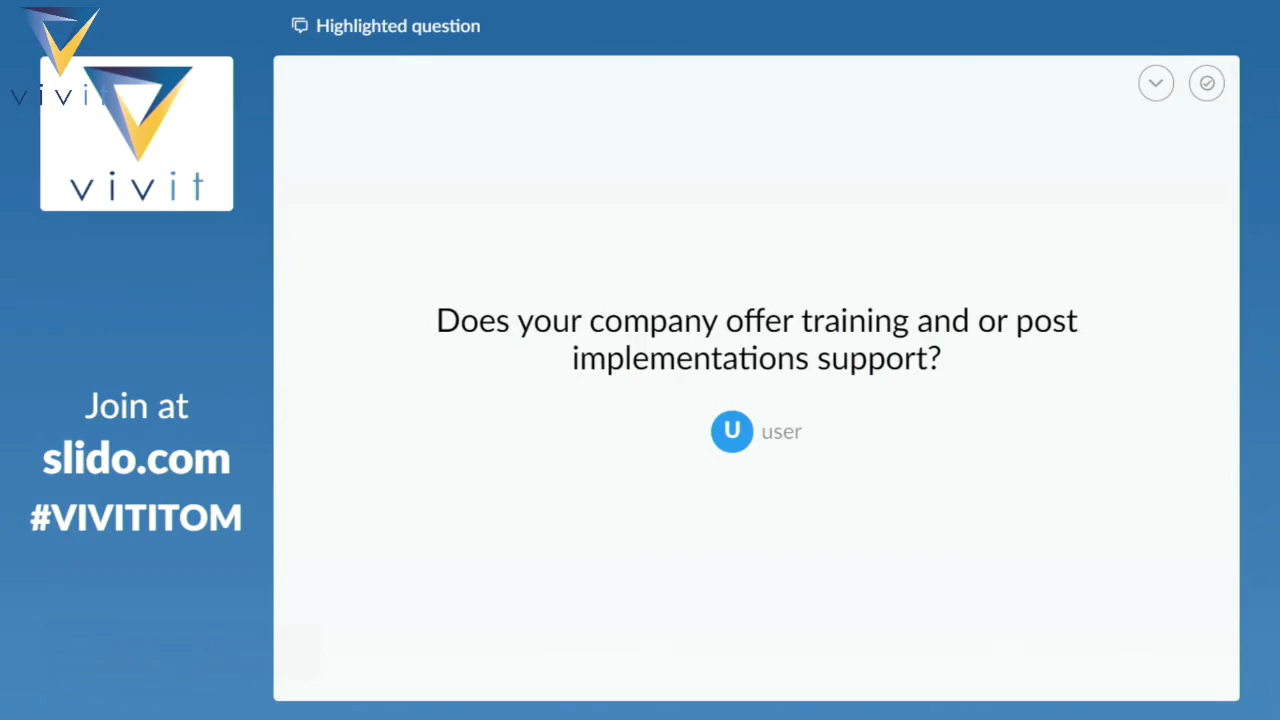 Highlighted question
vivit
vivit
Does your company offer training and or post
implementations support?
U user
Join at
slido.com
#VIVITITOM